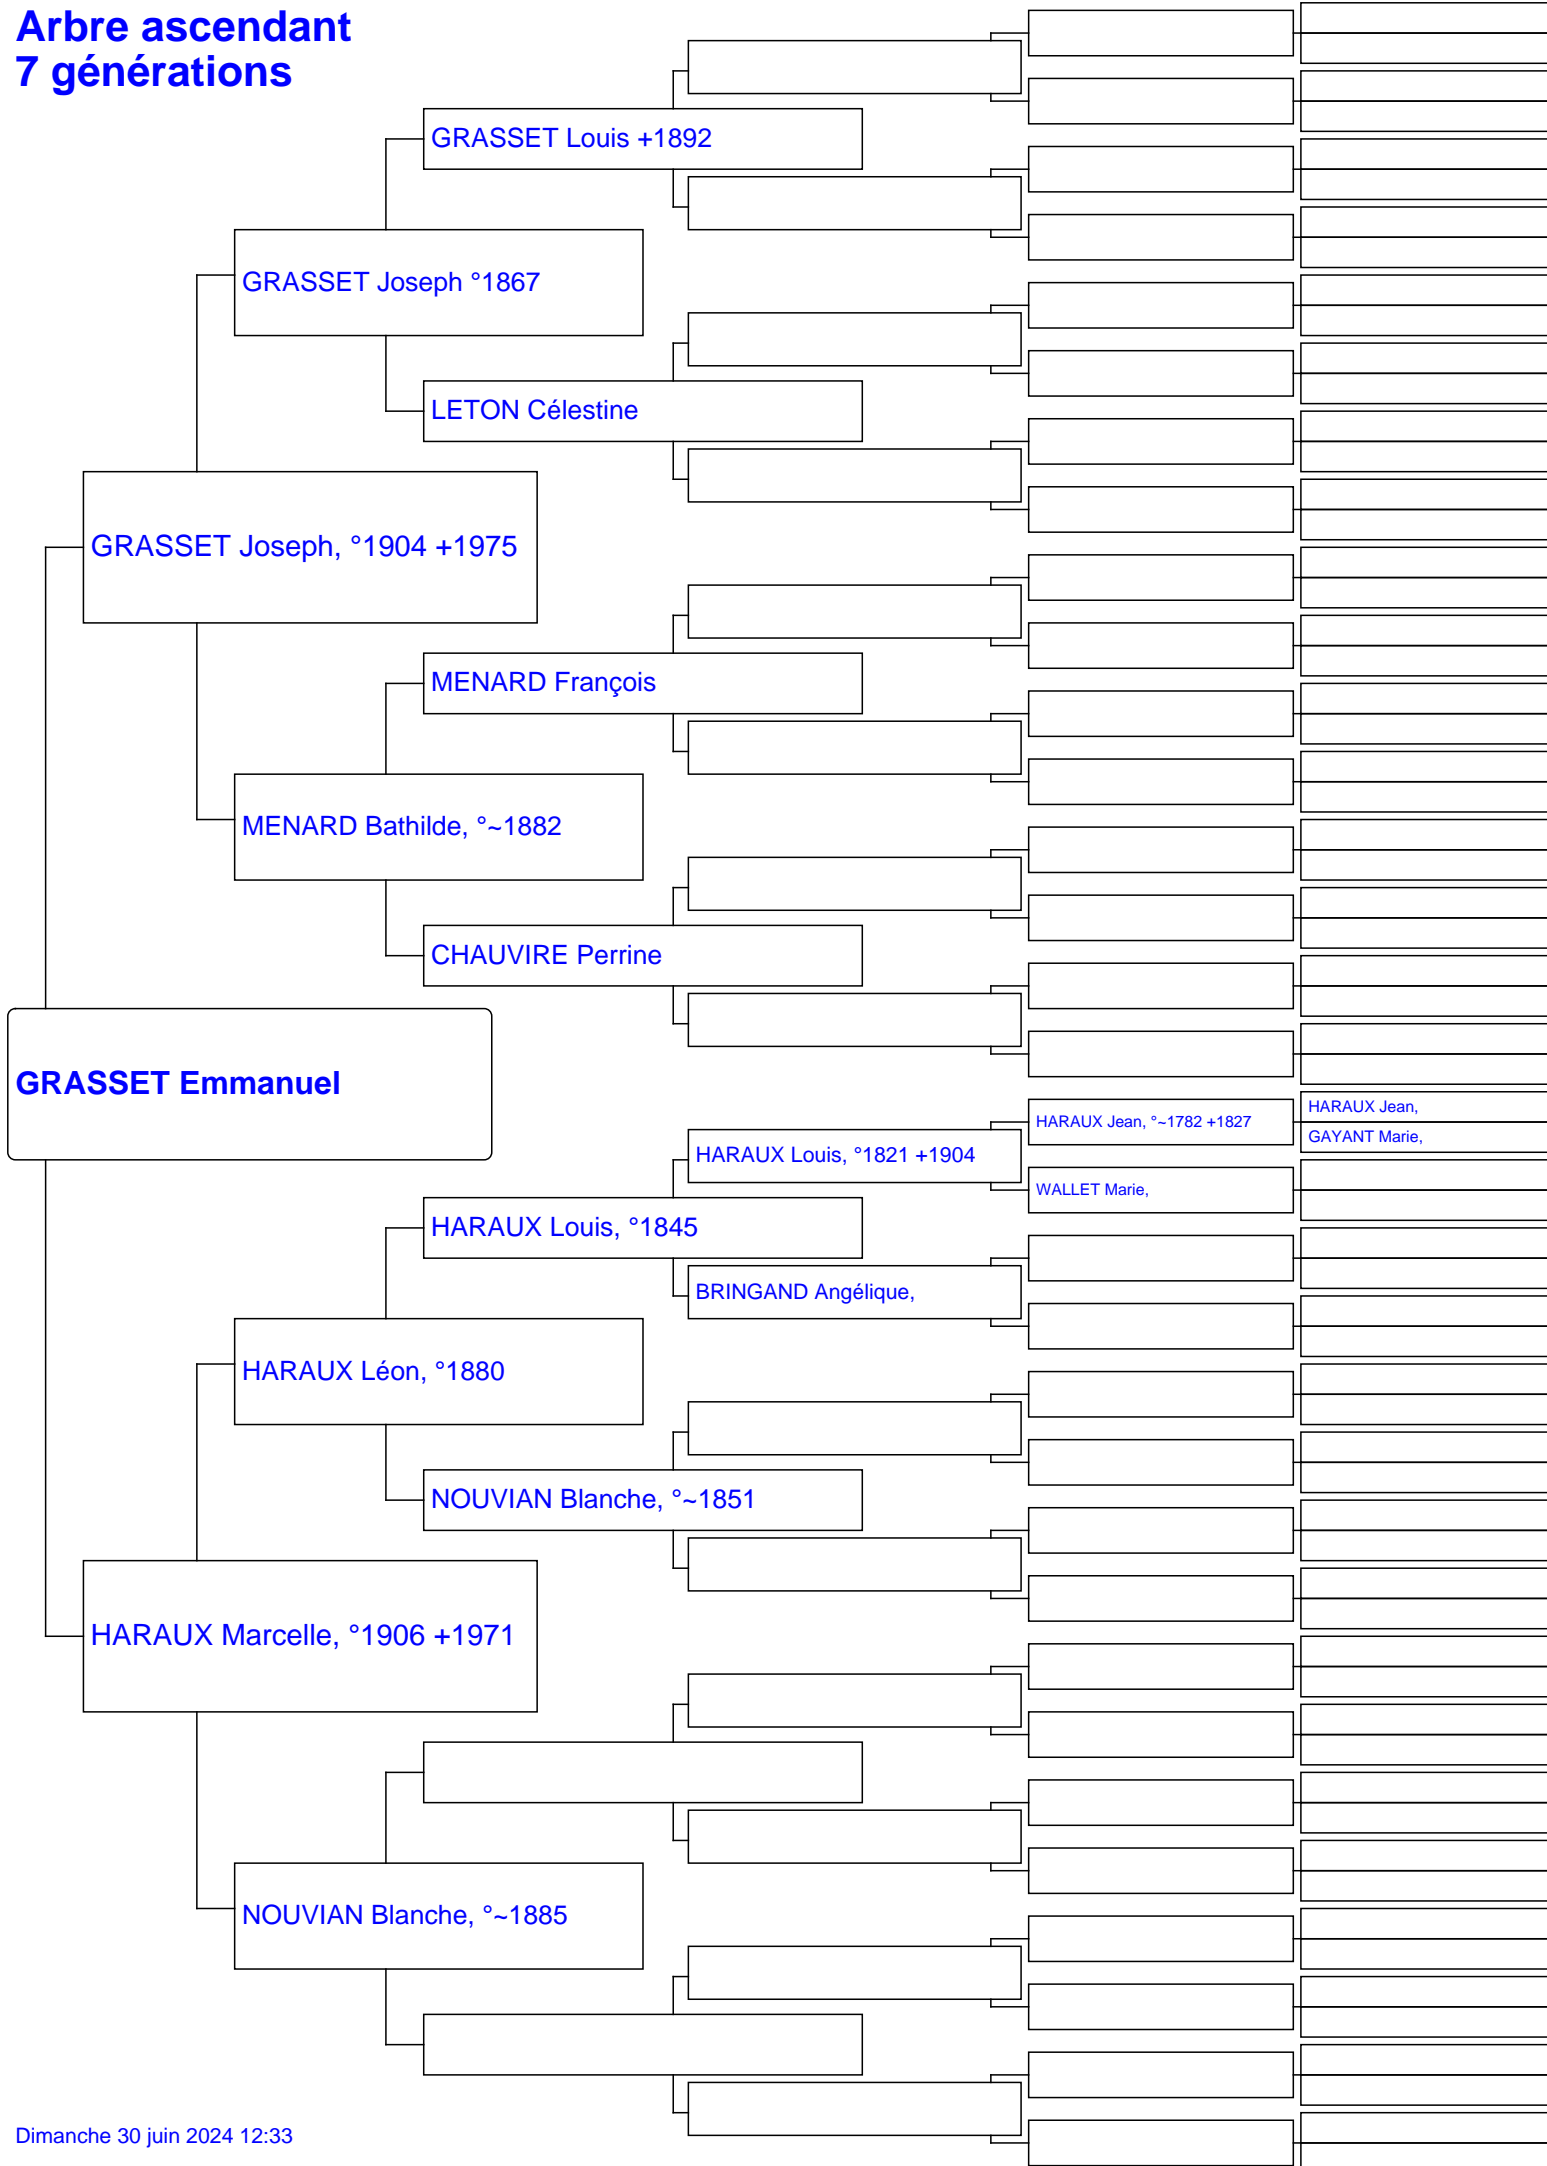 Arbre ascendant
7 générations
GRASSET Louis +1892
GRASSET Joseph °1867
LETON Célestine
GRASSET Joseph, °1904 +1975
MENARD François
MENARD Bathilde, °~1882
CHAUVIRE Perrine
GRASSET Emmanuel
HARAUX Jean, °~1782 +1827
HARAUX Jean,
GAYANT Marie,
HARAUX Louis, °1821 +1904
WALLET Marie,
HARAUX Louis, °1845
BRINGAND Angélique,
HARAUX Léon, °1880
NOUVIAN Blanche, °~1851
HARAUX Marcelle, °1906 +1971
NOUVIAN Blanche, °~1885
Dimanche 30 juin 2024 12:33